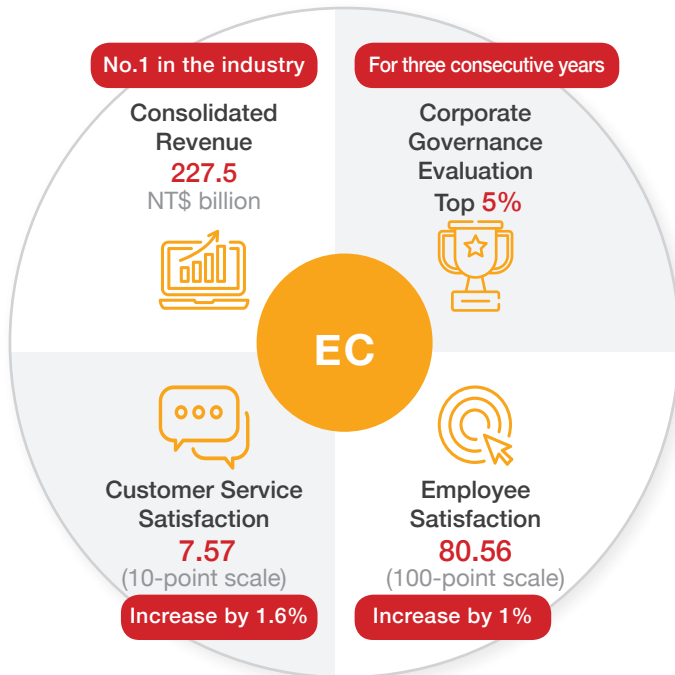 No.1 in the industry
Consolidated
Revenue
227.5
NT$ billion
For three consecutive years
Corporate
Governance
Evaluation
Top 5%
EC
Customer Service
Satisfaction
7.57
(10-point scale)
Increase by 1.6%
Employee
Satisfaction
80.56
(100-point scale)
Increase by 1%